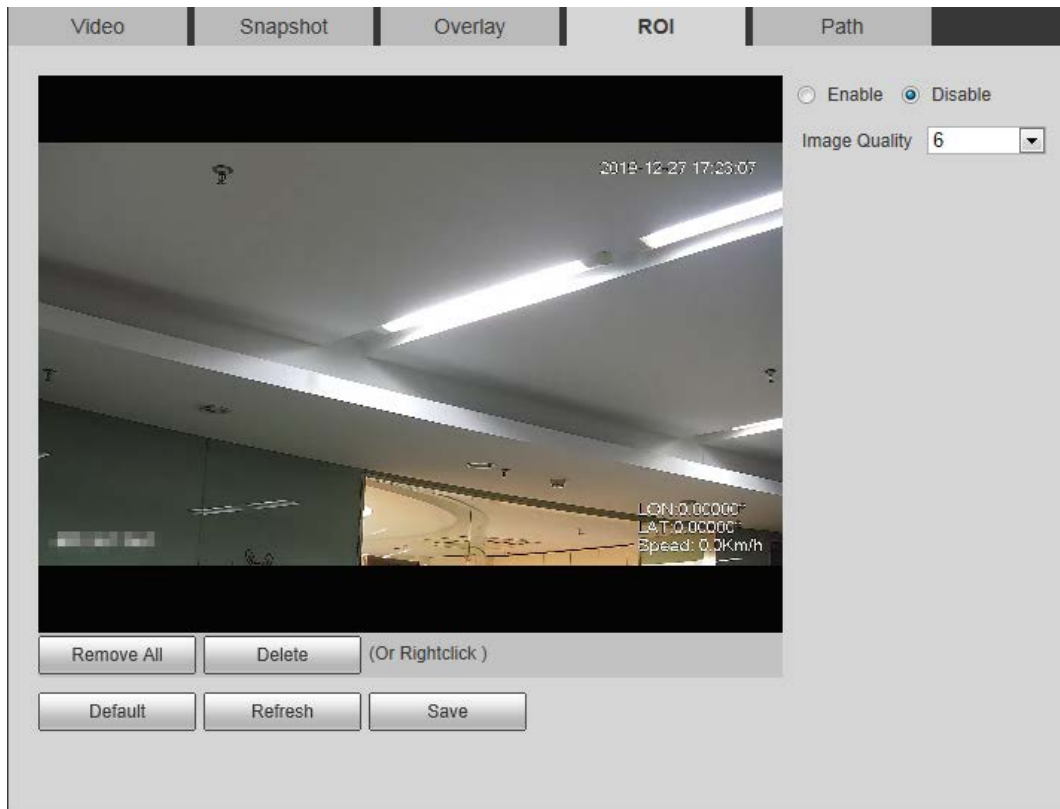 Video Snapshot Overlay ROI Path
Enable Disable
Image Quality 6
2019-12-27 17:23:07
LON:0.00000°
LAT:0.00000°
Speed: 0.0Km/h
Remove All Delete (Or Rightclick )
Default Refresh Save